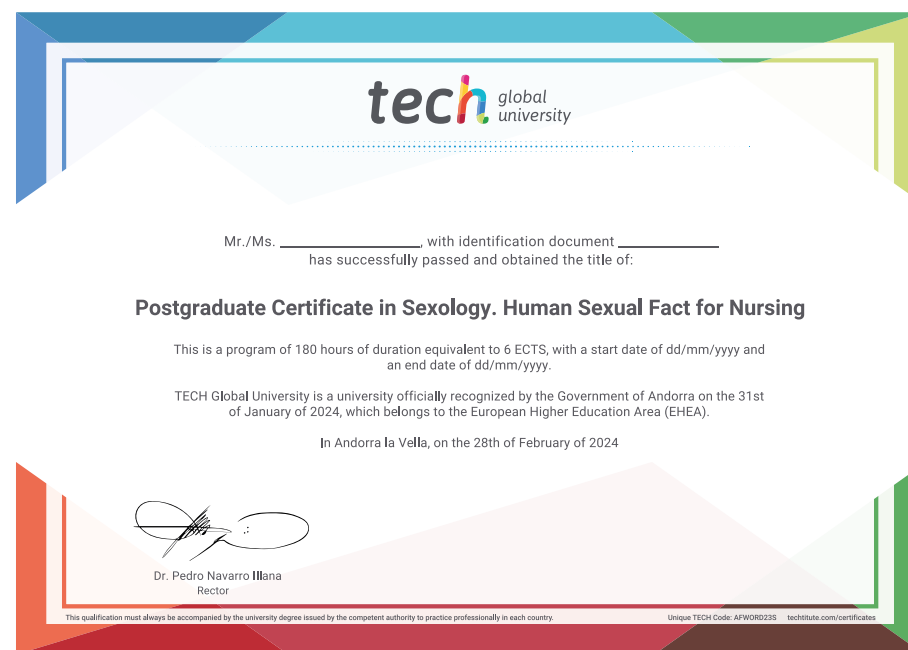 tech global
university
Mr./Ms. ____________, with identification document ____________
has successfully passed and obtained the title of:
Postgraduate Certificate in Sexology. Human Sexual Fact for Nursing
This is a program of 180 hours of duration equivalent to 6 ECTS, with a start date of dd/mm/yyyy and
an end date of dd/mm/yyyy.
TECH Global University is a university officially recognized by the Government of Andorra on the 31st
of January of 2024, which belongs to the European Higher Education Area (EHEA).
In Andorra la Vella, on the 28th of February of 2024
Dr. Pedro Navarro Illana
Rector
This qualification must always be accompanied by the university degree issued by the competent authority to practice professionally in each country.
Unique TECH Code: AFWORD23S techtitute.com/certificates